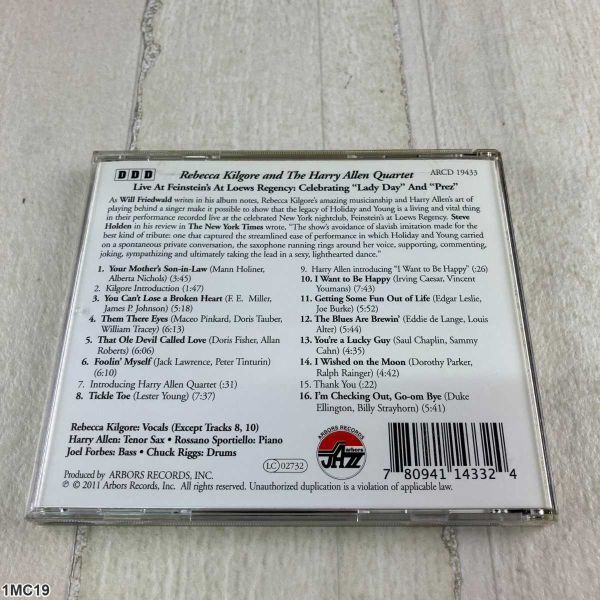 DDD
Rebecca Kilgore and The Harry Allen Quartet
ARCD 19433
Live At Feinstein's At Loews Regency: Celebrating "Lady Day" And "Prez"
As Will Friedwald writes in his album notes, Rebecca Kilgore's amazing musicianship and Harry Allen's art of
playing behind a singer make it possible to show that the legacy of Holiday and Young is a living and vital thing
in their performance recorded live at the celebrated New York nightclub, Feinstein's at Loews Regency. Steve
Holden in his review in The New York Times wrote, "The show's avoidance of slavish imitation made for the
best kind of tribute: one that captured the streamlined ease of performance in which Holiday and Young carried
on a spontaneous private conversation, the saxophone running rings around her voice, supporting, commenting,
joking, sympathizing and ultimately taking the lead in a sexy, lighthearted dance."
1. Your Mother's Son-in-Law (Mann Holiner,
Alberta Nichols) (3:45)
2. Kilgore Introduction (1:47)
3. You Can't Lose a Broken Heart (F. E. Miller,
James P. Johnson) (5:18)
4. Them There Eyes (Maceo Pinkard, Doris Tauber,
William Tracey) (6:13)
5. That Ole Devil Called Love (Doris Fisher, Allan
Roberts) (6:06)
6. Foolin' Myself (Jack Lawrence, Peter Tinturin)
(6:10)
7. Introducing Harry Allen Quartet (:31)
8. Tickle Toe (Lester Young) (7:37)
9. Harry Allen introducing "I Want to Be Happy" (:26)
10. I Want to Be Happy (Irving Caesar, Vincent
Youmans) (7:43)
11. Getting Some Fun Out of Life (Edgar Leslie,
Joe Burke) (5:52)
12. The Blues Are Brewin' (Eddie de Lange, Louis
Alter) (5:44)
13. You're a Lucky Guy (Saul Chaplin, Sammy
Cahn) (4:35)
14. I Wished on the Moon (Dorothy Parker,
Ralph Rainger) (4:42)
15. Thank You (:22)
16. I'm Checking Out, Go-om Bye (Duke
Ellington, Billy Strayhorn) (5:41)
Rebecca Kilgore: Vocals (Except Tracks 8, 10)
Harry Allen: Tenor Sax • Rossano Sportiello: Piano
Joel Forbes: Bass • Chuck Riggs: Drums
LC 02732
ARBORS RECORDS
arbors
JAZZ
7 80941 14332 4
Produced by ARBORS RECORDS, INC.
℗ © 2011 Arbors Records, Inc. All rights reserved. Unauthorized duplication is a violation of applicable law.
1MC19